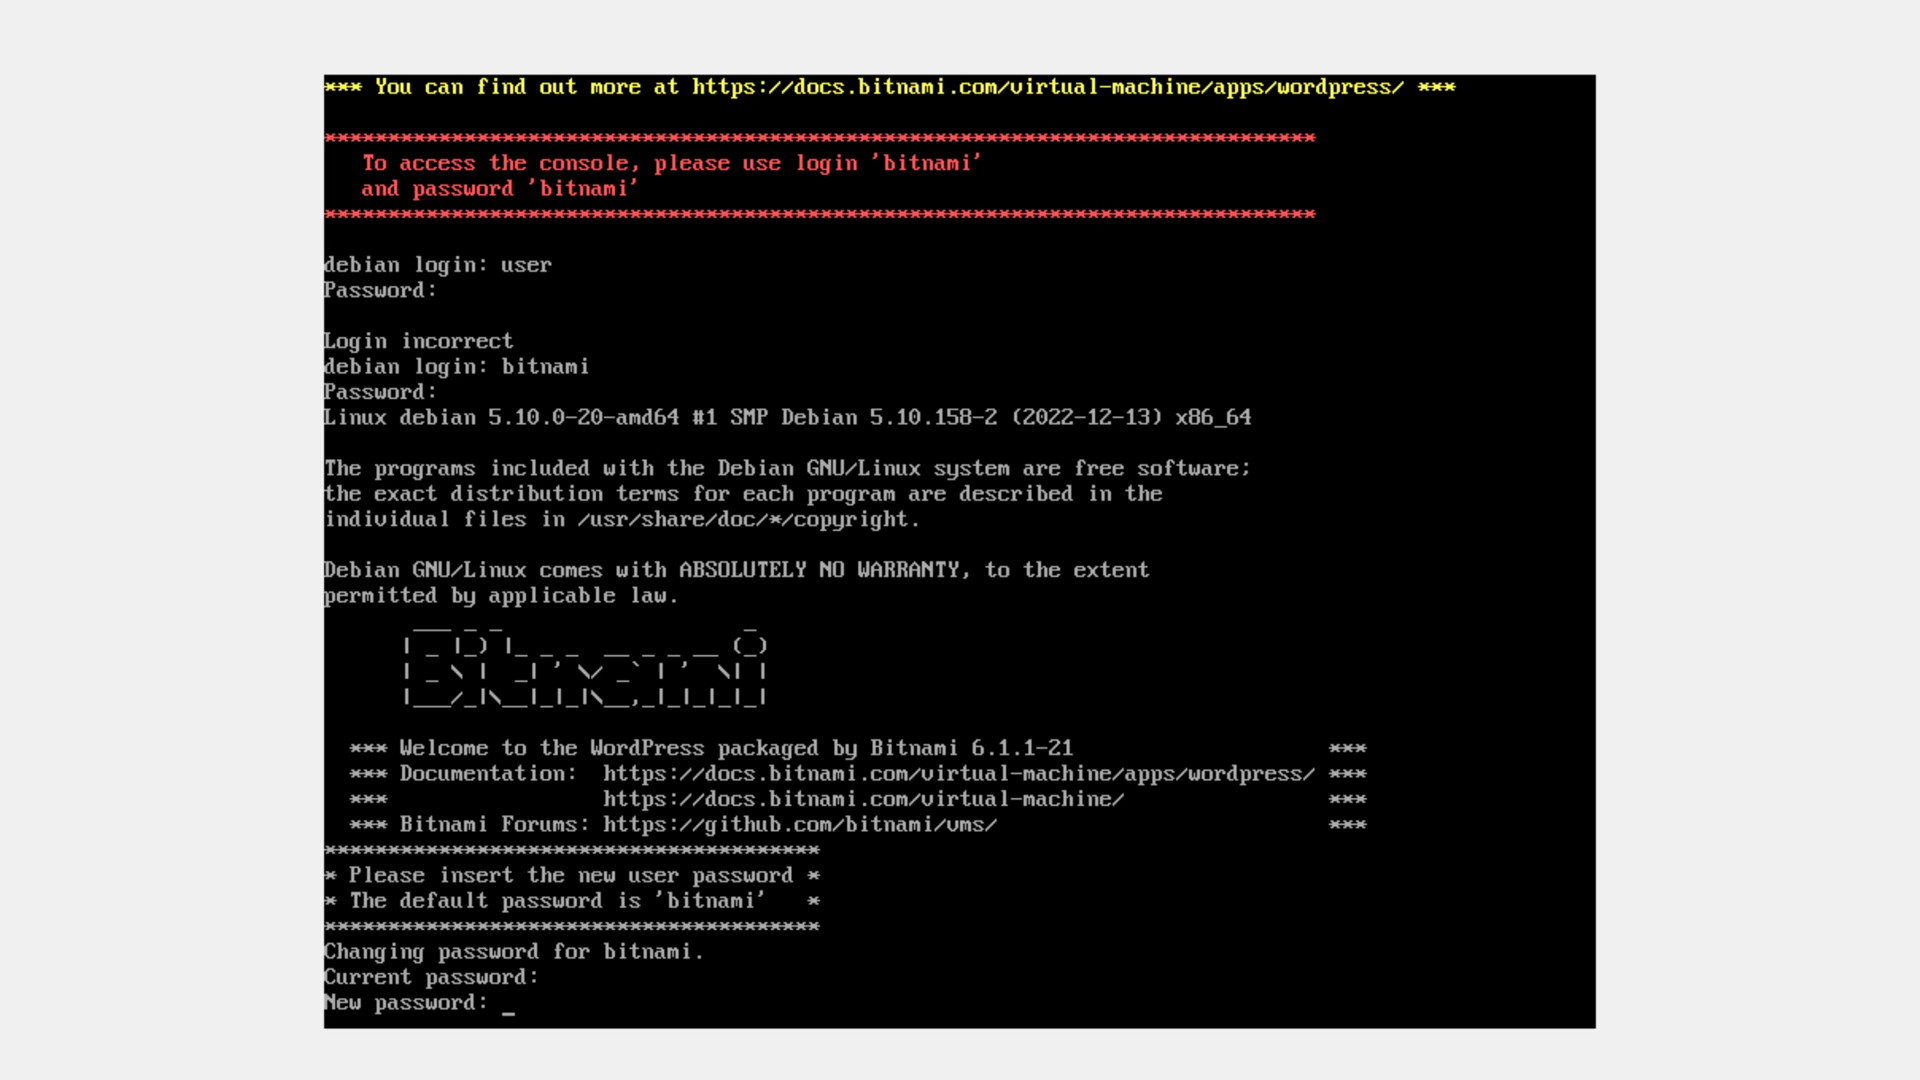 *** You can find out more at https://docs.bitnami.com/virtual-machine/apps/wordpress/ ***
******************************************************************************
To access the console, please use login 'bitnami'
and password 'bitnami'
******************************************************************************
debian login: user
Password:
Login incorrect
debian login: bitnami
Password:
Linux debian 5.10.0-20-amd64 #1 SMP Debian 5.10.158-2 (2022-12-13) x86_64
The programs included with the Debian GNU/Linux system are free software;
the exact distribution terms for each program are described in the
individual files in /usr/share/doc/*/copyright.
Debian GNU/Linux comes with ABSOLUTELY NO WARRANTY, to the extent
permitted by applicable law.
Bitnami
*** Welcome to the WordPress packaged by Bitnami 6.1.1-21 ***
*** Documentation: https://docs.bitnami.com/virtual-machine/apps/wordpress/ ***
*** https://docs.bitnami.com/virtual-machine/ ***
*** Bitnami Forums: https://github.com/bitnami/vms/ ***
***************************************
* Please insert the new user password *
* The default password is 'bitnami' *
***************************************
Changing password for bitnami.
Current password:
New password: _